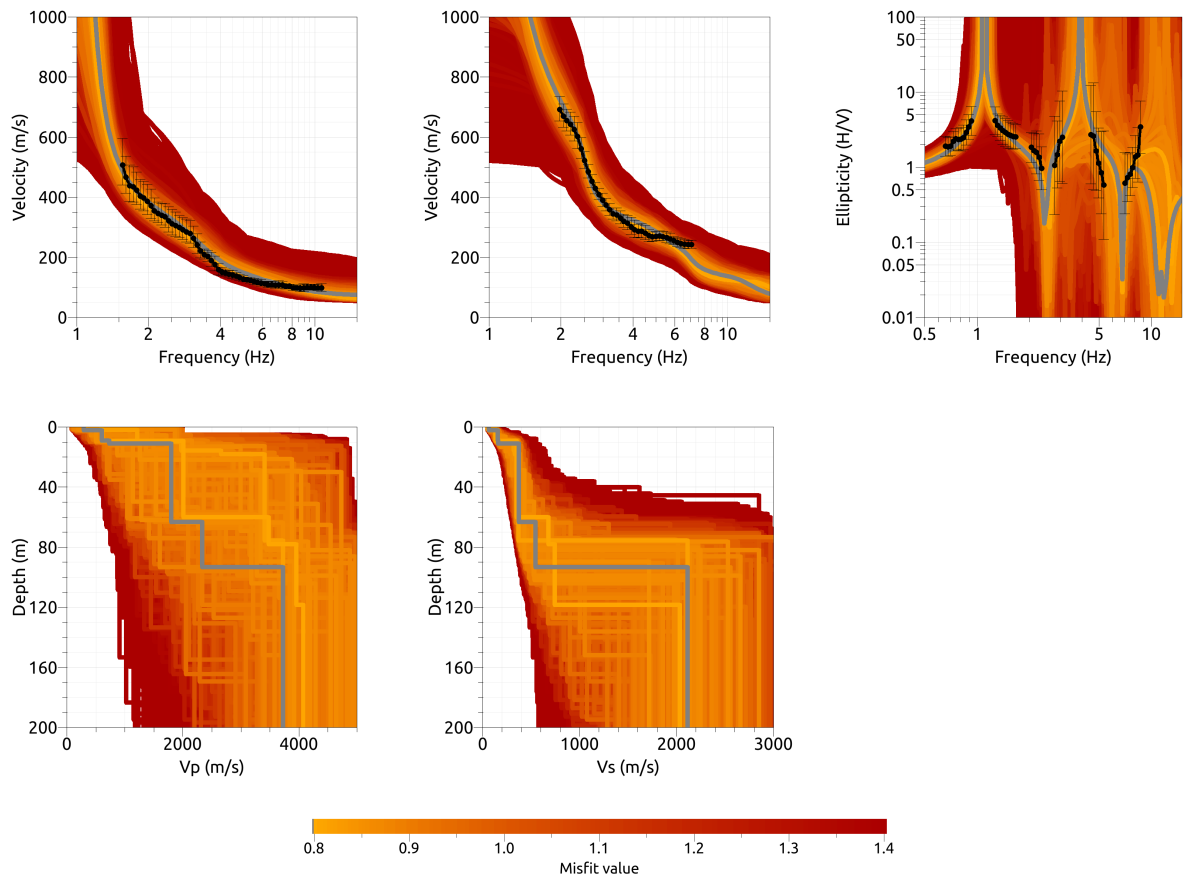 1000
800
600
400
200
0
Velocity (m/s)
1 2 4 6 8 10
Frequency (Hz)
1000
800
600
400
200
0
Velocity (m/s)
1 2 4 6 8 10
Frequency (Hz)
100
50
10
5
1
0.5
0.1
0.05
0.01
Ellipticity (H/V)
0.5 1 5 10
Frequency (Hz)
0
40
80
120
160
200
Depth (m)
0 2000 4000
Vp (m/s)
0
40
80
120
160
200
Depth (m)
0 1000 2000 3000
Vs (m/s)
0.8 0.9 1.0 1.1 1.2 1.3 1.4
Misfit value